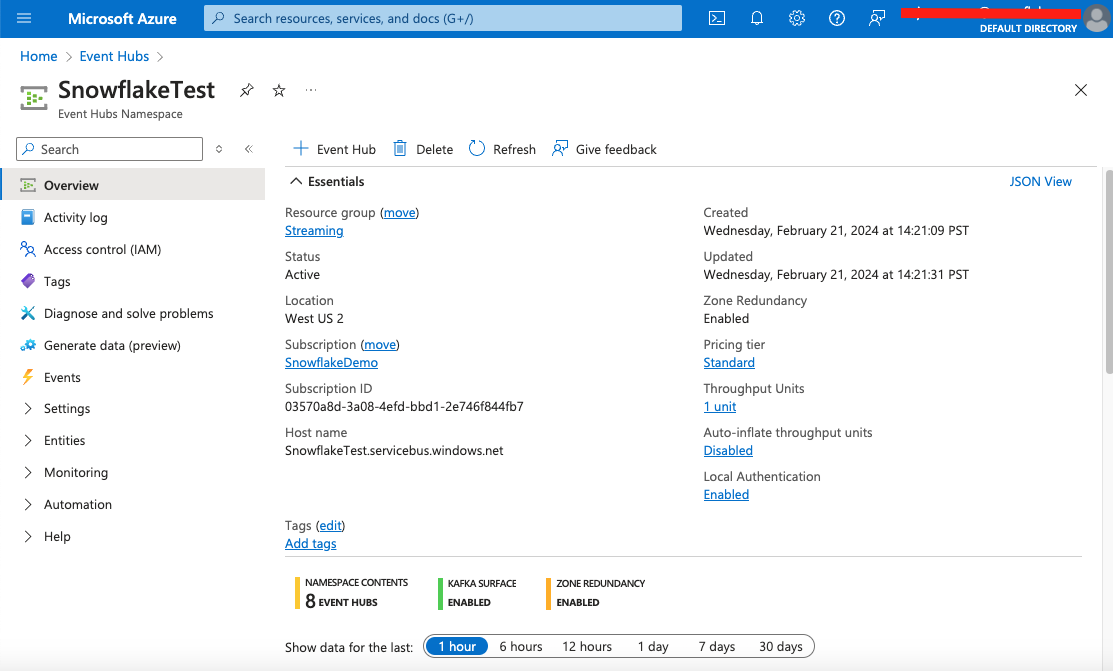 Microsoft Azure
Search resources, services, and docs (G+/)
DEFAULT DIRECTORY
Home
Event Hubs
SnowflakeTest
Event Hubs Namespace
Search
Event Hub
Delete
Refresh
Give feedback
Overview
Activity log
Access control (IAM)
Tags
Diagnose and solve problems
Generate data (preview)
Events
Settings
Entities
Monitoring
Automation
Help
Essentials
JSON View
Resource group (move)
Streaming
Status
Active
Location
West US 2
Subscription (move)
SnowflakeDemo
Subscription ID
03570a8d-3a08-4efd-bbd1-2e746f844fb7
Host name
SnowflakeTest.servicebus.windows.net
Created
Wednesday, February 21, 2024 at 14:21:09 PST
Updated
Wednesday, February 21, 2024 at 14:21:31 PST
Zone Redundancy
Enabled
Pricing tier
Standard
Throughput Units
1 unit
Auto-inflate throughput units
Disabled
Local Authentication
Enabled
Tags (edit)
Add tags
NAMESPACE CONTENTS
8 EVENT HUBS
KAFKA SURFACE
ENABLED
ZONE REDUNDANCY
ENABLED
Show data for the last:
1 hour
6 hours
12 hours
1 day
7 days
30 days